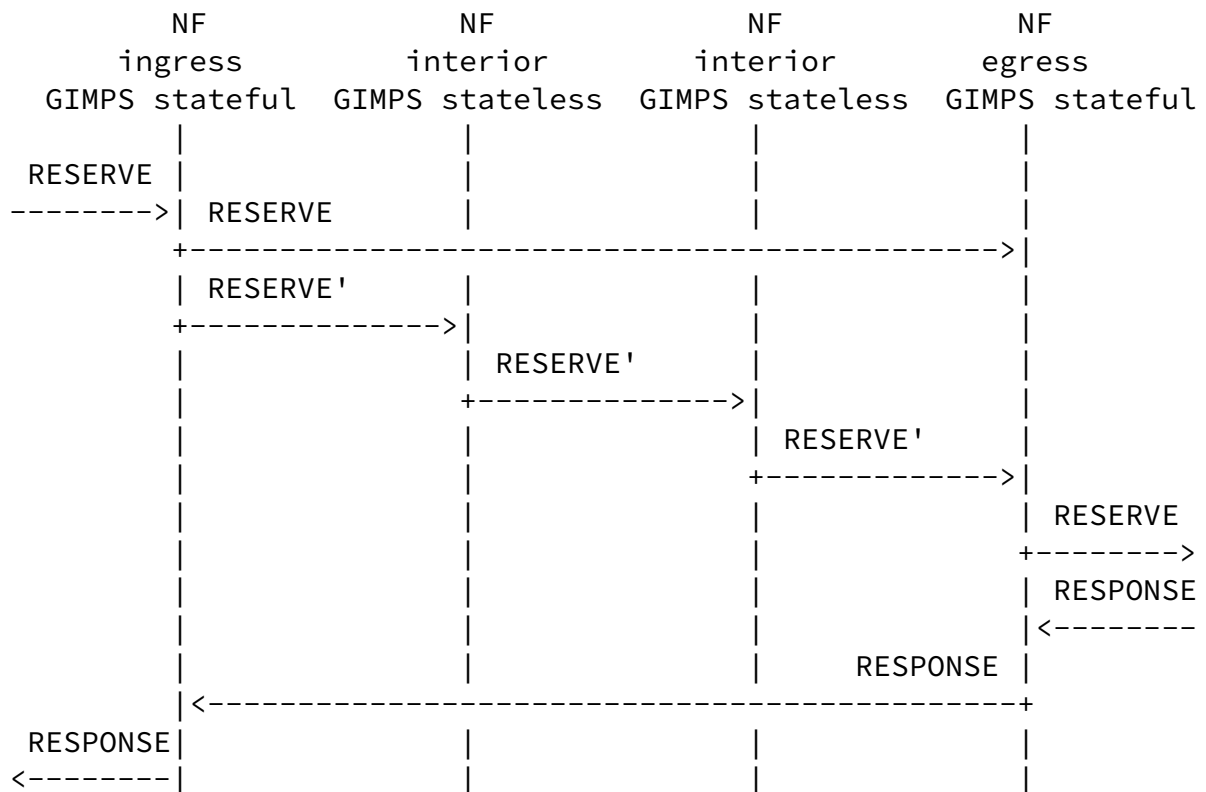 NF NF NF NF
ingress interior interior egress
GIMPS stateful GIMPS stateless GIMPS stateless GIMPS stateful
RESERVE
RESERVE
RESERVE'
RESERVE'
RESERVE'
RESERVE
RESPONSE
RESPONSE
RESPONSE